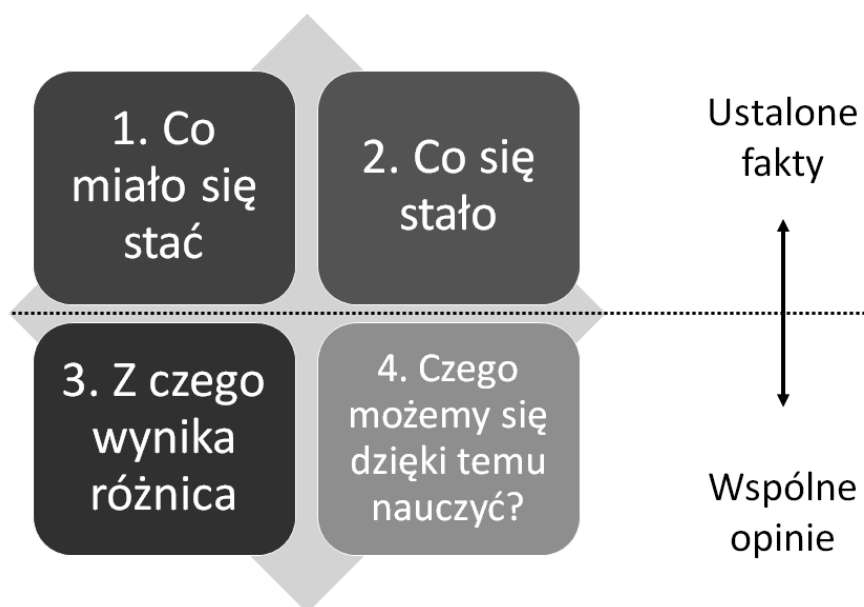 1. Co
miało się
stać
2. Co się
stało
Ustalone
fakty
3. Z czego
wynika
różnica
4. Czego
możemy się
dzięki temu
nauczyć?
Wspólne
opinie